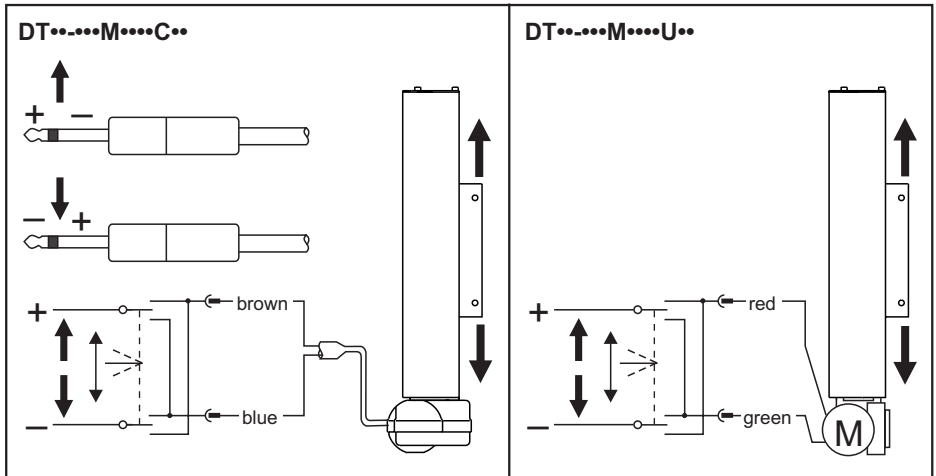 DT••-•••M••••C••
+ –
– +
+
brown
–
blue
DT••-•••M••••U••
+
red
–
green
M